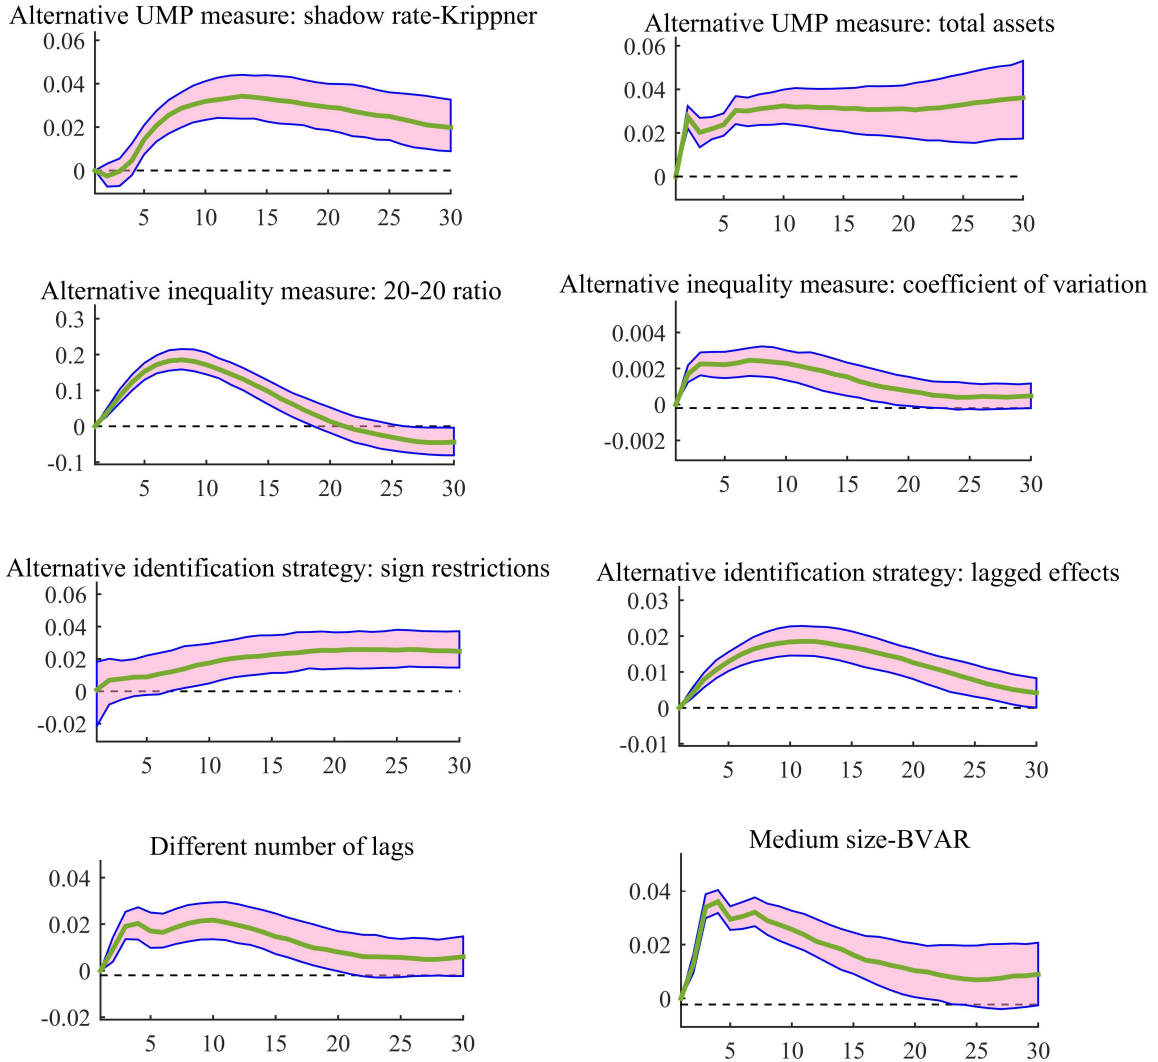 Alternative UMP measure: shadow rate-Krippner
0.06
0.04
0.02
0
5 10 15 20 25 30
Alternative UMP measure: total assets
0.06
0.04
0.02
0
5 10 15 20 25 30
Alternative inequality measure: 20-20 ratio
0.3
0.2
0.1
0
-0.1
5 10 15 20 25 30
Alternative inequality measure: coefficient of variation
0.004
0.002
0
-0.002
5 10 15 20 25 30
Alternative identification strategy: sign restrictions
0.06
0.04
0.02
0
-0.02
5 10 15 20 25 30
Alternative identification strategy: lagged effects
0.03
0.02
0.01
0
-0.01
5 10 15 20 25 30
Different number of lags
0.04
0.02
0
-0.02
5 10 15 20 25 30
Medium size-BVAR
0.04
0.02
0
5 10 15 20 25 30